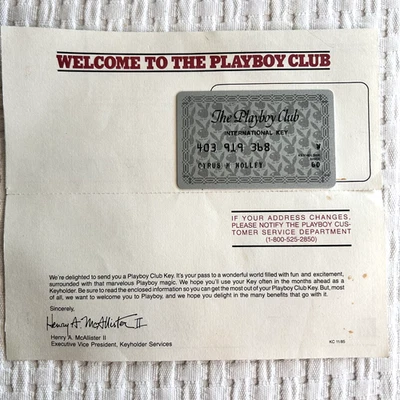 WELCOME TO THE PLAYBOY CLUB
The Playboy Club
INTERNATIONAL KEY
403 919 368
CYRUS H NOLLET
60
IF YOUR ADDRESS CHANGES,
PLEASE NOTIFY THE PLAYBOY CUS-
TOMER SERVICE DEPARTMENT
(1-800-525-2850)
We're delighted to send you a Playboy Club Key. It's your pass to a wonderful world filled with fun and excitement,
surrounded with that marvelous Playboy magic. We hope you'll use your Key often in the months ahead as a
Keyholder. Be sure to read the enclosed information so you can get the most out of your Playboy Club Key. But, most
of all, we want to welcome you to Playboy, and we hope you delight in the many benefits that go with it.
Sincerely,
Henry A. McAllister II
Henry A. McAllister II
Executive Vice President, Keyholder Services
KC 11/85